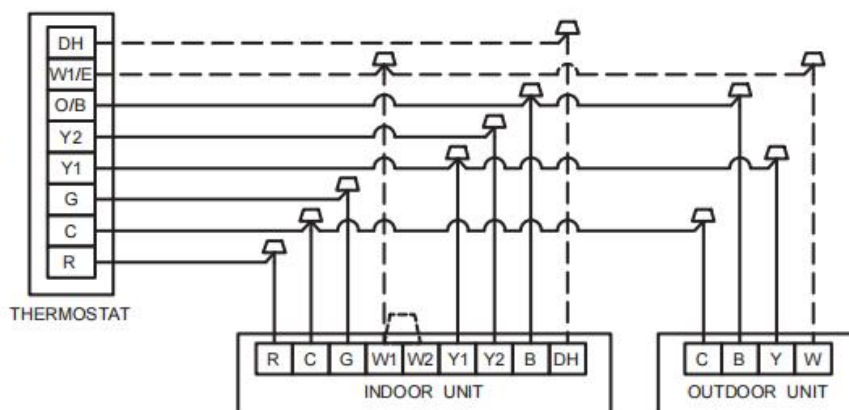 DH
W1/E
O/B
Y2
Y1
G
C
R
THERMOSTAT
R C G W1 W2 Y1 Y2 B DH
INDOOR UNIT
C B Y W
OUTDOOR UNIT